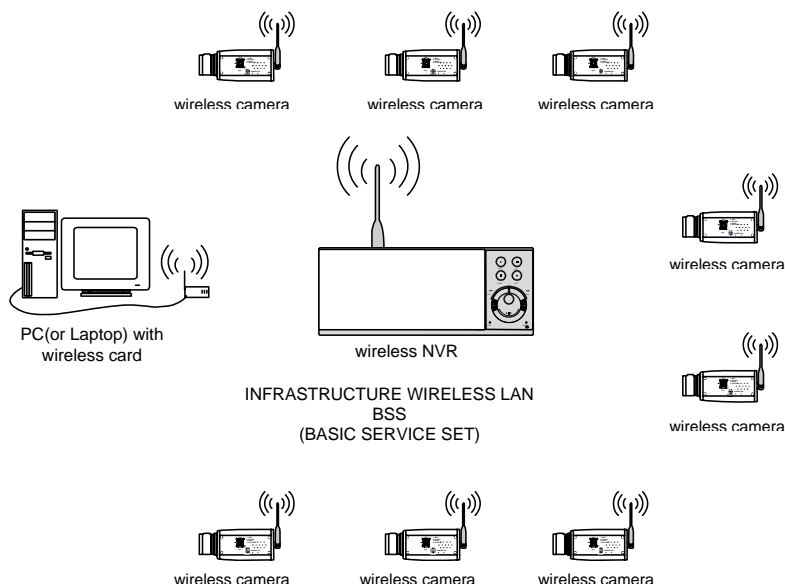 wireless camera
wireless camera
wireless camera
wireless camera
PC(or Laptop) with
wireless card
wireless NVR
wireless camera
INFRASTRUCTURE WIRELESS LAN
BSS
(BASIC SERVICE SET)
wireless camera
wireless camera
wireless camera